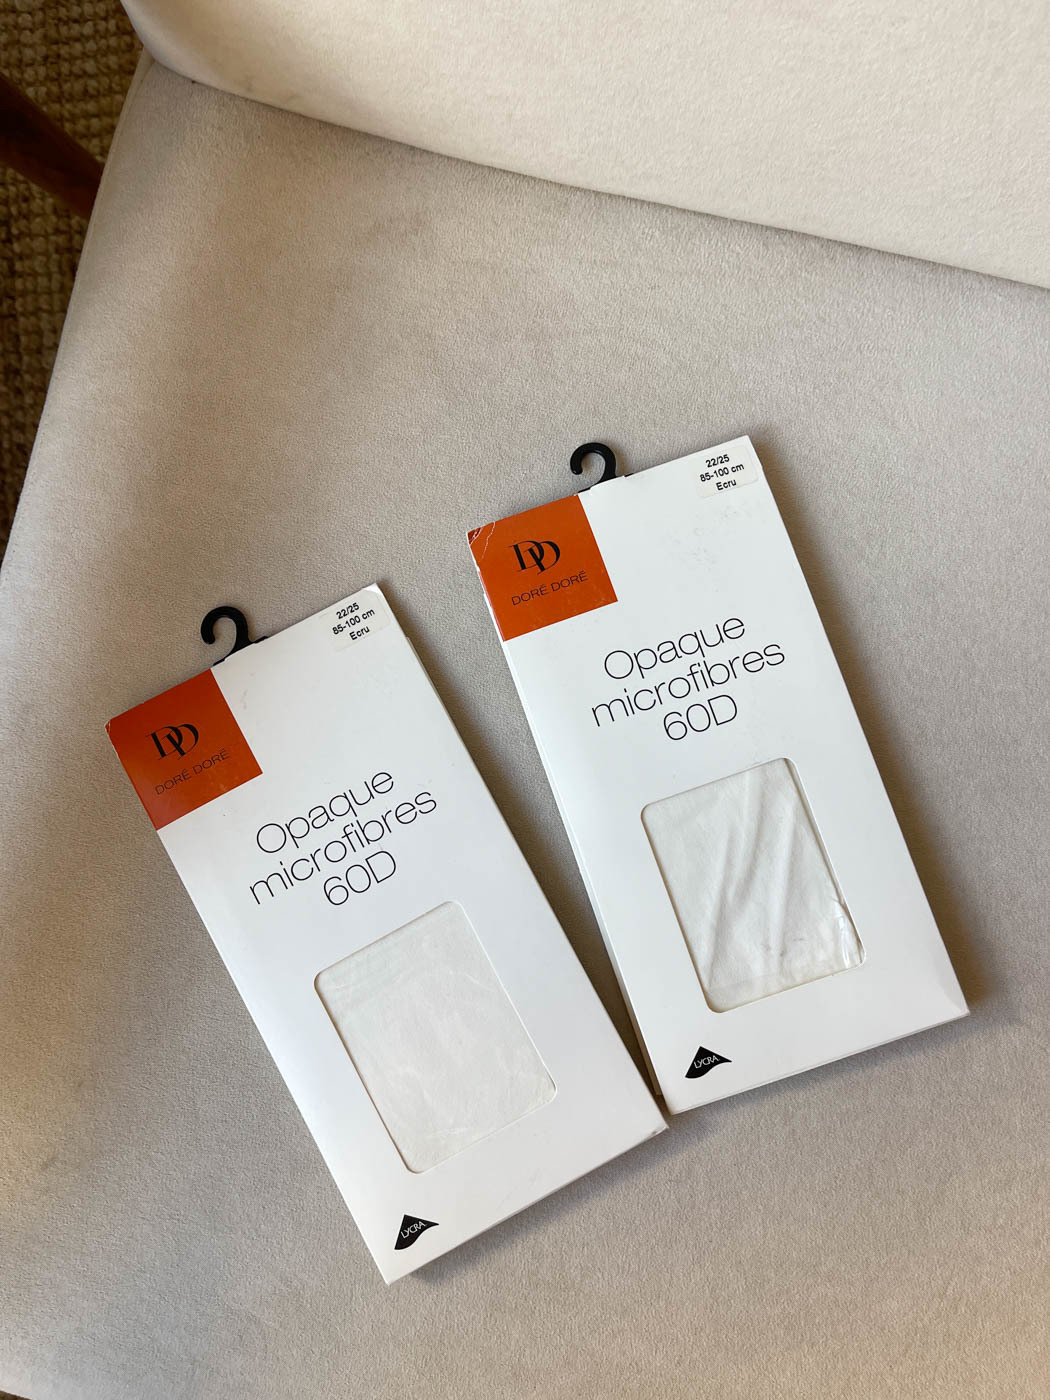 22/25
85-100 cm
Ecru
DD
DORÉ DORÉ
Opaque
microfibres
60D
LYCRA
22/25
85-100 cm
Ecru
DD
DORÉ DORÉ
Opaque
microfibres
60D
LYCRA